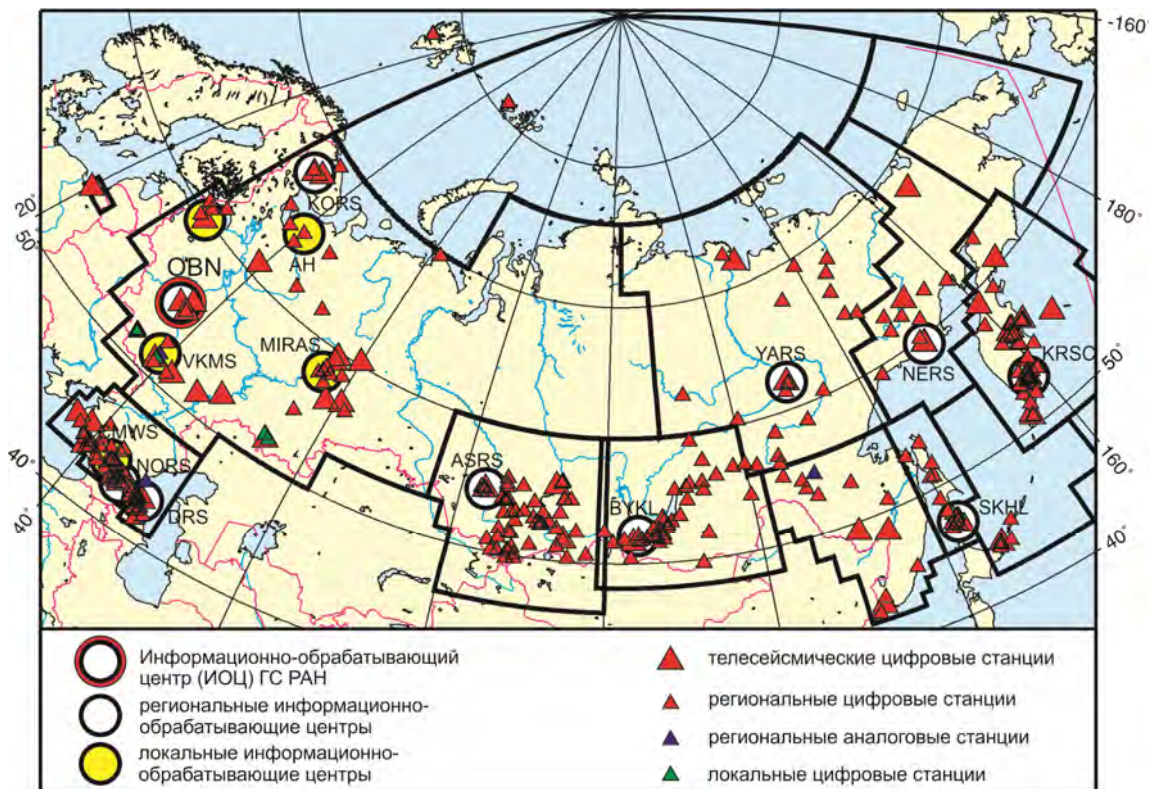 -160°
20°
50°
KORS
180°
AH
OBN
VKMS
MIRAS
YARS
NERS
KRSC
50°
CMWS
160°
40°
NORS
ASRS
BYKL
SKHL
40°
DRS
40°
Информационно-обрабатывающий
центр (ИОЦ) ГС РАН
региональные информационно-
обрабатывающие центры
локальные информационно-
обрабатывающие центры
телесейсмические цифровые станции
региональные цифровые станции
региональные аналоговые станции
локальные цифровые станции